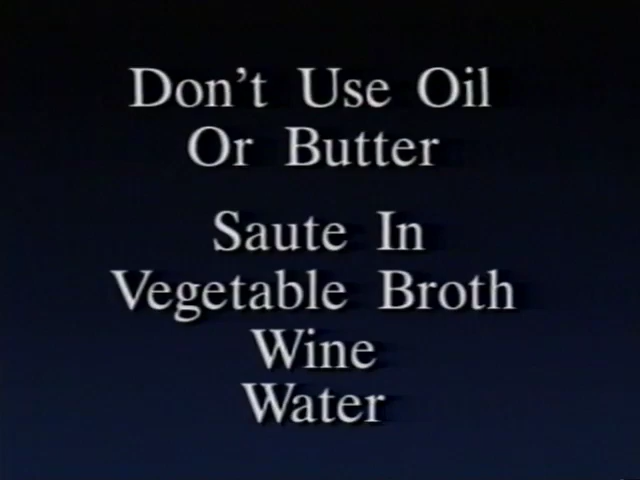 Don't Use Oil
Or Butter
Saute In
Vegetable Broth
Wine
Water